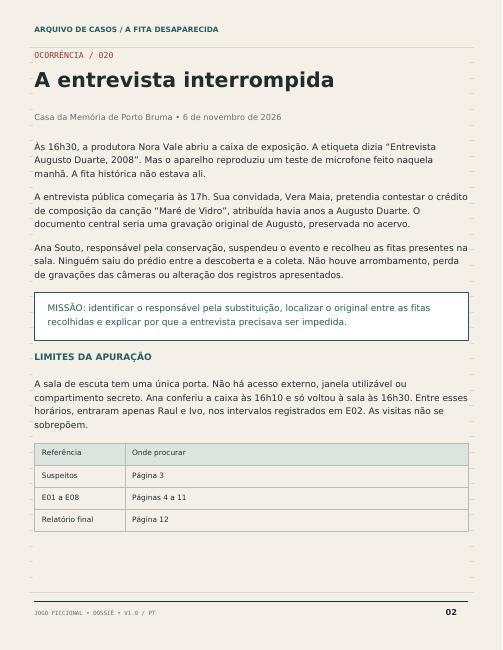 ARQUIVO DE CASOS / A FITA DESAPARECIDA
OCORRÊNCIA / 020
A entrevista interrompida
Casa da Memória de Porto Bruma • 6 de novembro de 2026
Às 16h30, a produtora Nora Vale abriu a caixa de exposição. A etiqueta dizia “Entrevista
Augusto Duarte, 2008”. Mas o aparelho reproduziu um teste de microfone feito naquela
manhã. A fita histórica não estava ali.
A entrevista pública começaria às 17h. Sua convidada, Vera Maia, pretendia contestar o crédito
de composição da canção “Maré de Vidro”, atribuída havia anos a Augusto Duarte. O
documento central seria uma gravação original de Augusto, preservada no acervo.
Ana Souto, responsável pela conservação, suspendeu o evento e recolheu as fitas presentes na
sala. Ninguém saiu do prédio entre a descoberta e a coleta. Não houve arrombamento, perda
de gravações das câmeras ou alteração dos registros apresentados.
MISSÃO: identificar o responsável pela substituição, localizar o original entre as fitas
recolhidas e explicar por que a entrevista precisava ser impedida.
LIMITES DA APURAÇÃO
A sala de escuta tem uma única porta. Não há acesso externo, janela utilizável ou
compartimento secreto. Ana conferiu a caixa às 16h10 e só voltou à sala às 16h30. Entre esses
horários, entraram apenas Raul e Ivo, nos intervalos registrados em E02. As visitas não se
sobrepõem.
Referência Onde procurar
Suspeitos Página 3
E01 a E08 Páginas 4 a 11
Relatório final Página 12
JOGO FICCIONAL • DOSSIÊ • V1.0 / PT 02